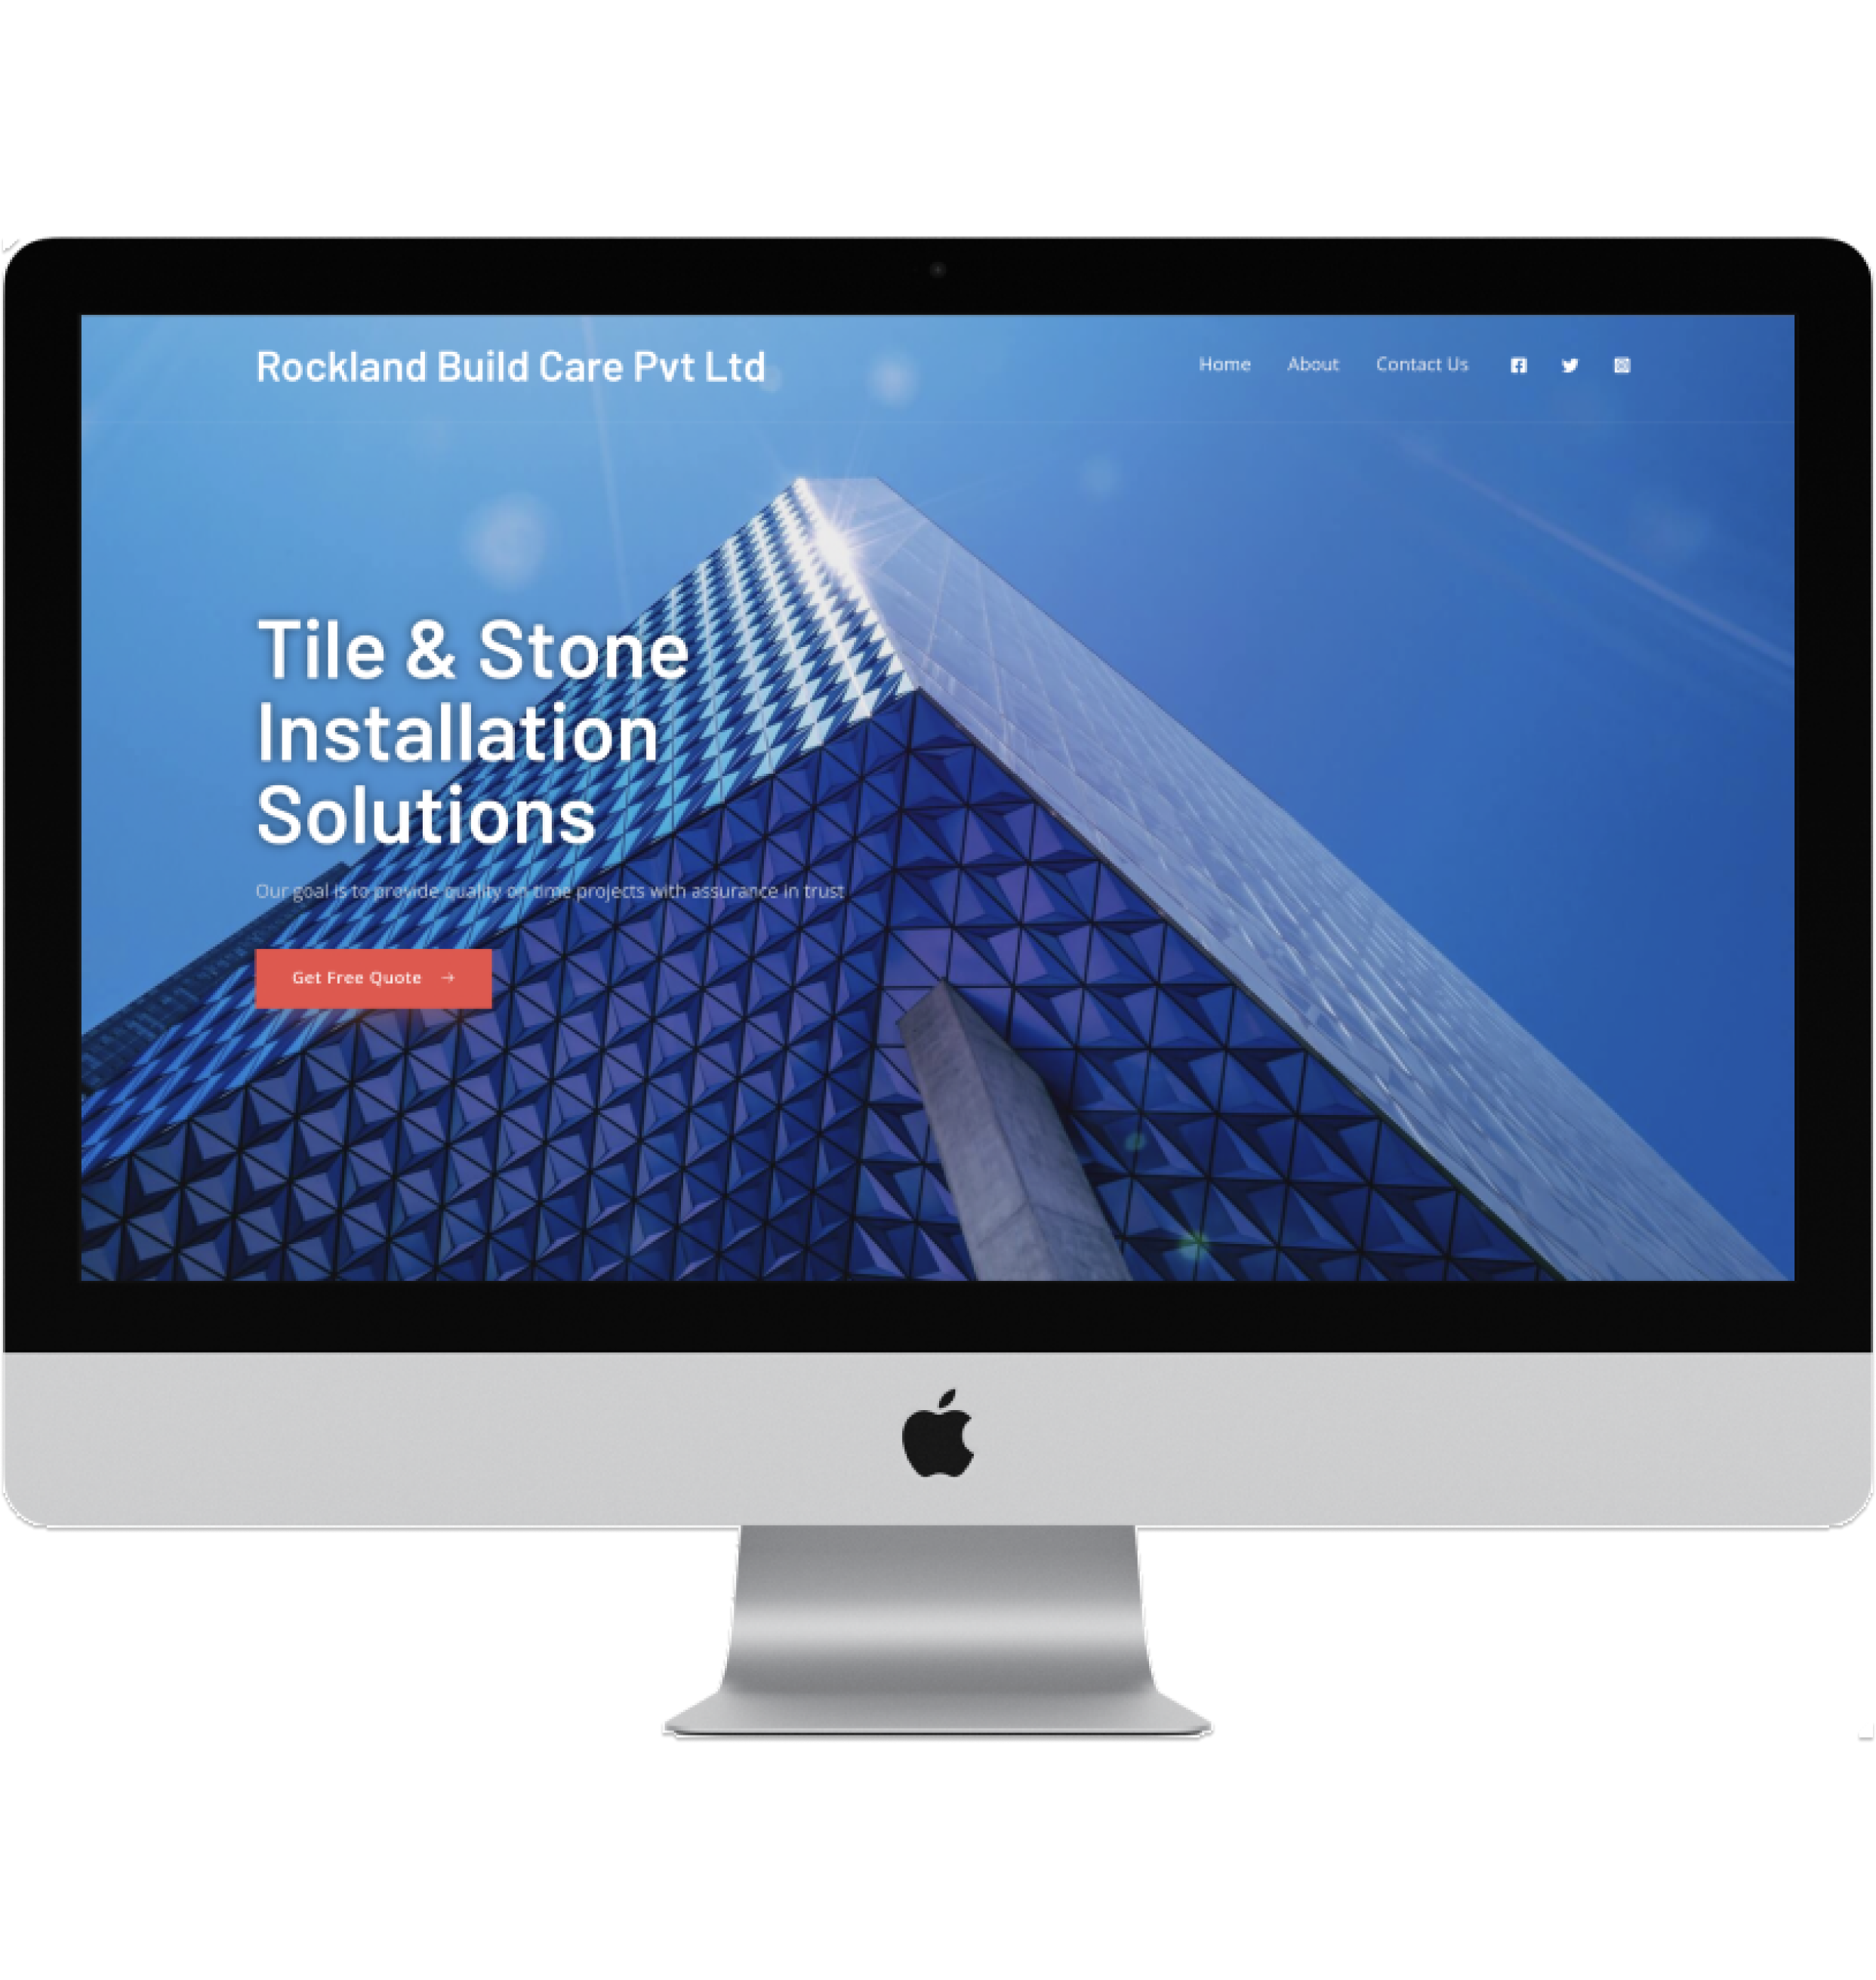 Rockland Build Care Pvt Ltd
Home About Contact Us
Tile & Stone
Installation
Solutions
Our goal is to provide quality on time projects with assurance in trust
Get Free Quote →